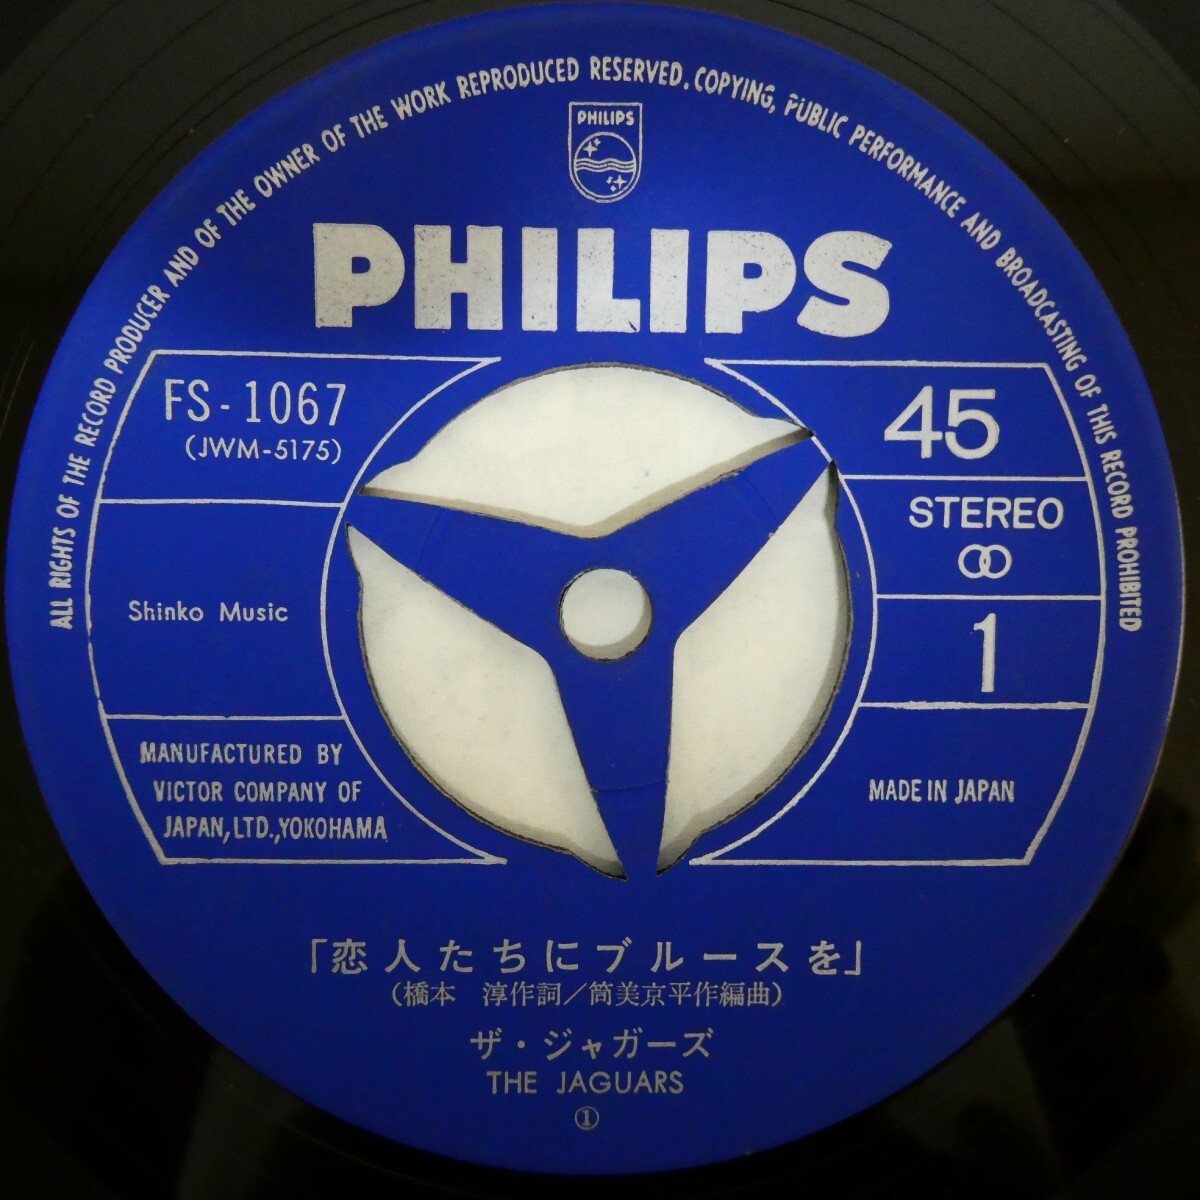 ALL RIGHTS OF THE RECORD PRODUCER AND OF THE OWNER OF THE WORK REPRODUCED RESERVED. COPYING, PUBLIC PERFORMANCE AND BROADCASTING OF THIS RECORD PROHIBITED
PHILIPS
PHILIPS
FS-1067
(JWM-5175)
45
STEREO
1
Shinko Music
MANUFACTURED BY
VICTOR COMPANY OF
JAPAN, LTD., YOKOHAMA
MADE IN JAPAN
「恋人たちにブルースを」
(橋本 淳作詞/筒美京平作編曲)
ザ・ジャガーズ
THE JAGUARS
①